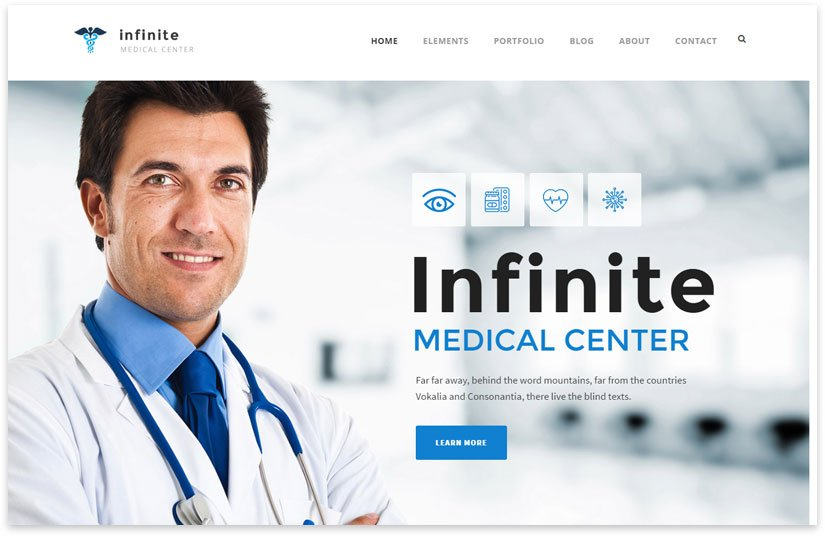 infinite
MEDICAL CENTER
HOME ELEMENTS PORTFOLIO BLOG ABOUT CONTACT
Infinite
MEDICAL CENTER
Far far away, behind the word mountains, far from the countries
Vokalia and Consonantia, there live the blind texts.
LEARN MORE